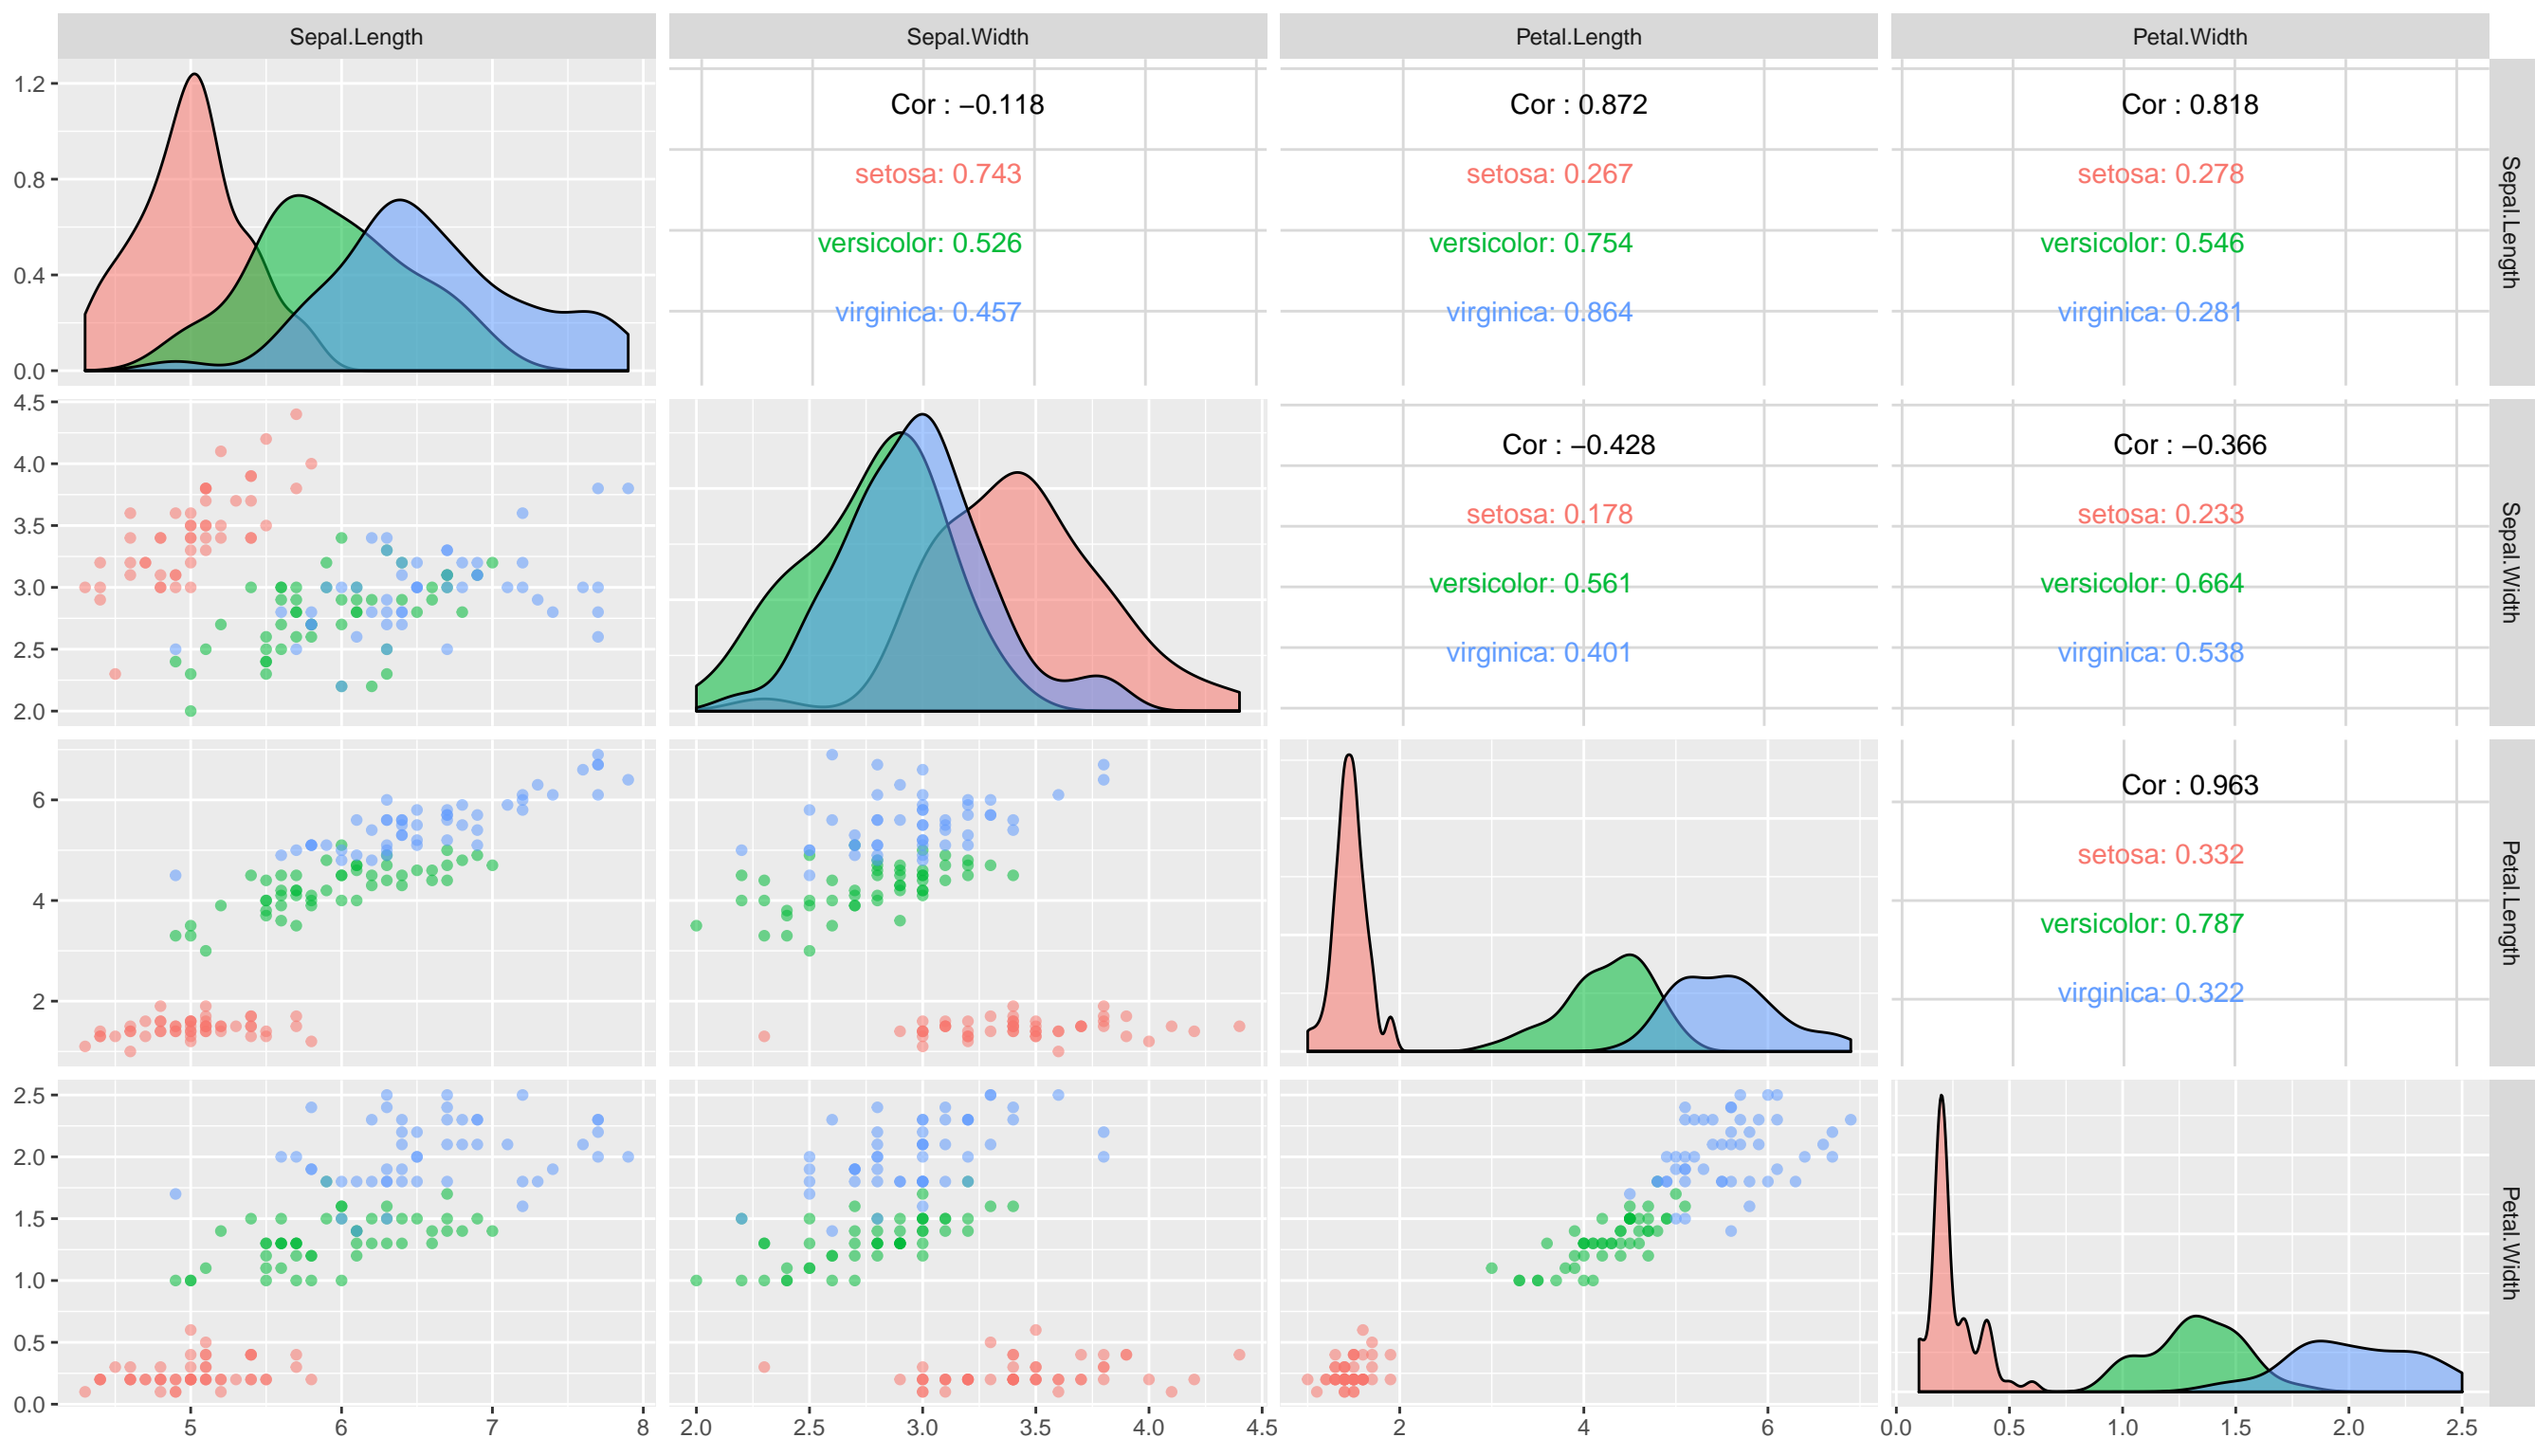 Sepal.Length
Sepal.Width
Petal.Length
Petal.Width
1.2
0.8
0.4
0.0
Cor : −0.118
setosa: 0.743
versicolor: 0.526
virginica: 0.457
Cor : 0.872
setosa: 0.267
versicolor: 0.754
virginica: 0.864
Cor : 0.818
setosa: 0.278
versicolor: 0.546
virginica: 0.281
Sepal.Length
4.5
4.0
3.5
3.0
2.5
2.0
Cor : −0.428
setosa: 0.178
versicolor: 0.561
virginica: 0.401
Cor : −0.366
setosa: 0.233
versicolor: 0.664
virginica: 0.538
Sepal.Width
6
4
2
Cor : 0.963
setosa: 0.332
versicolor: 0.787
virginica: 0.322
Petal.Length
2.5
2.0
1.5
1.0
0.5
0.0
Petal.Width
5 6 7 8
2.0 2.5 3.0 3.5 4.0 4.5
2 4 6
0.0 0.5 1.0 1.5 2.0 2.5